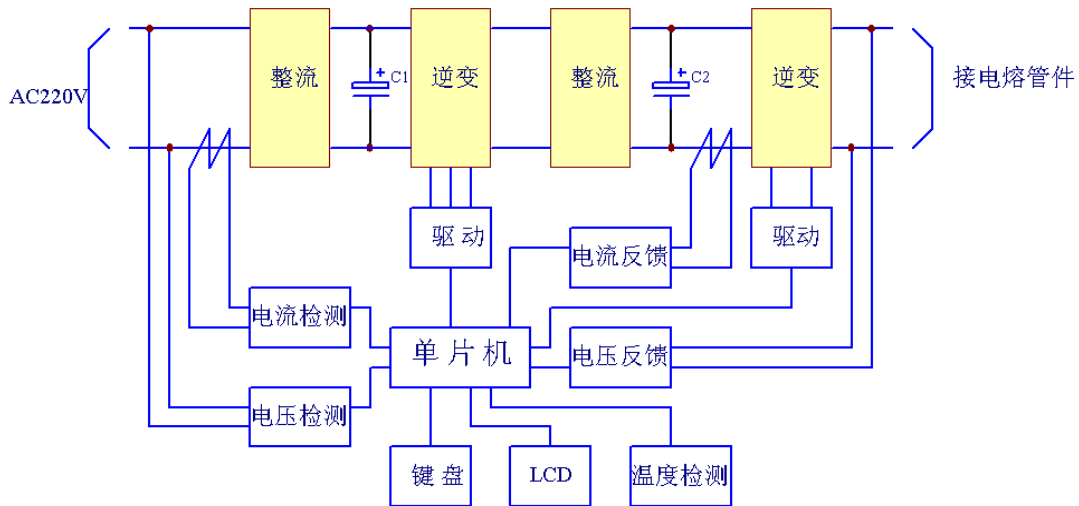 整流
逆变
整流
逆变
+
C1
+
C2
AC220V
接电熔管件
驱动
电流反馈
驱动
电流检测
单片机
电压反馈
电压检测
键盘
LCD
温度检测